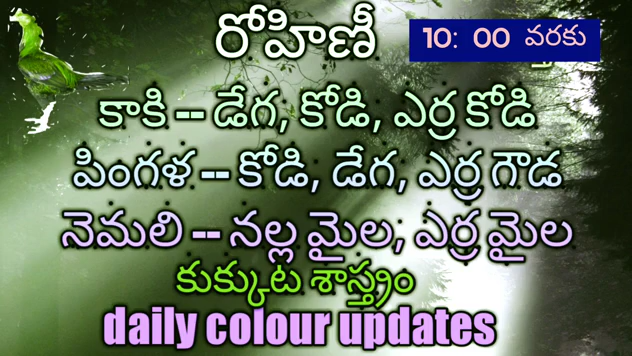 రోహిణీ
10: 00 వరకు
కాకి -- డేగ, కోడి, ఎర్ర కోడి
పింగళ -- కోడి, డేగ, ఎర్ర గౌడ
నెమలి -- నల్ల మైల, ఎర్ర మైల
కుక్కుట శాస్త్రం
daily colour updates